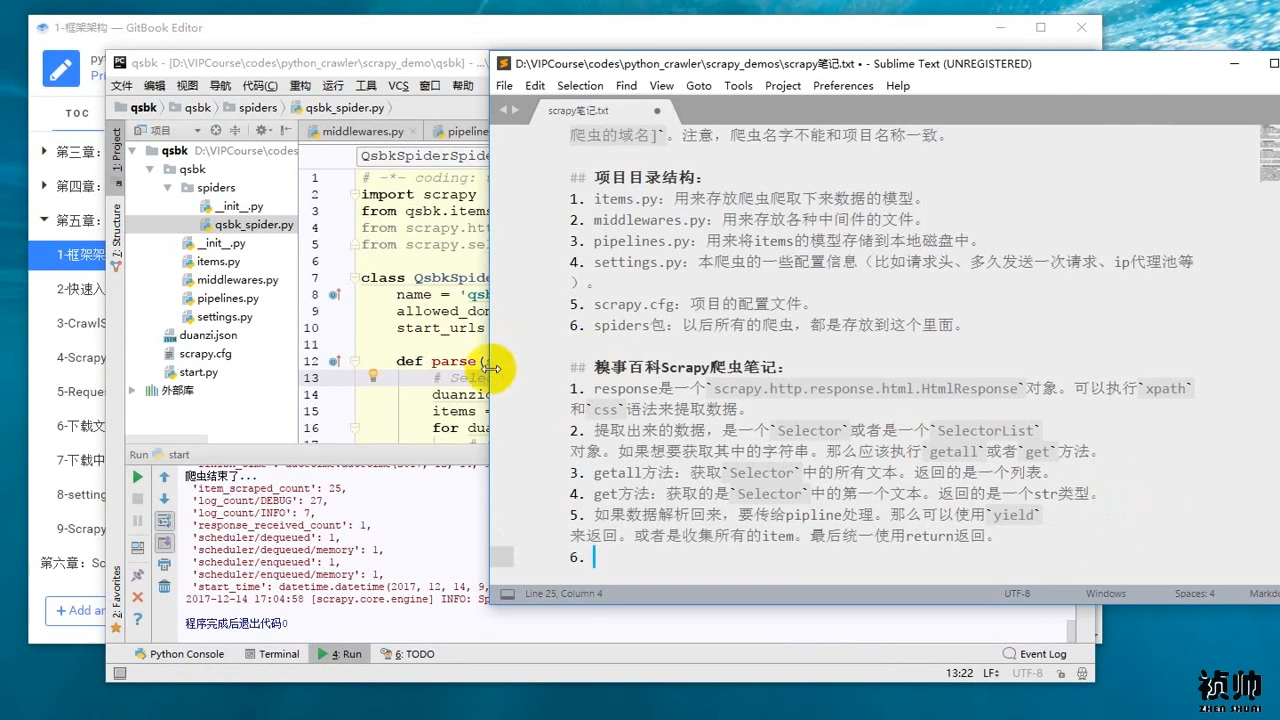 1-框架架构 — GitBook Editor
TOC
第三章：
第四章：
第五章：
1-框架架
2-快速入
3-CrawlS
4-Scrapy
5-Reques
6-下载文
7-下载中
8-setting
9-Scrapy
第六章：Sc
+ Add an
qsbk - [D:\VIPCourse\codes\python_crawler\scrapy_demo\qsbk] - ...\
文件 编辑 视图 导航 代码(C) 重构 运行 工具 VCS 窗口 帮助
qsbk qsbk spiders qsbk_spider.py
1: Project
7: Structure
2: Favorites
项目
qsbk D:\VIPCourse\codes
qsbk
spiders
__init__.py
qsbk_spider.py
__init__.py
items.py
middlewares.py
pipelines.py
settings.py
duanzi.json
scrapy.cfg
start.py
外部库
middlewares.py × pipeline
QsbkSpiderSpide
1 # -*- coding: u
2 import scrapy
3 from qsbk.items
4 from scrapy.htt
5 from scrapy.sel
6
7 class QsbkSpide
8 name = 'qsb
9 allowed_dom
10 start_urls
11
12 def parse(s
13 # Sele
14 duanzid
15 items =
16 for dua
17
Run start
爬虫结束了...
'item_scraped_count': 25,
'log_count/DEBUG': 27,
'log_count/INFO': 7,
'response_received_count': 1,
'scheduler/dequeued': 1,
'scheduler/dequeued/memory': 1,
'scheduler/enqueued': 1,
'scheduler/enqueued/memory': 1,
'start_time': datetime.datetime(2017, 12, 14, 9,
2017-12-14 17:04:58 [scrapy.core.engine] INFO: Sp
程序完成后退出代码0
Python Console Terminal 4: Run 6: TODO Event Log
13:22 LF÷ UTF-8
D:\VIPCourse\codes\python_crawler\scrapy_demos\scrapy笔记.txt • - Sublime Text (UNREGISTERED)
File Edit Selection Find View Goto Tools Project Preferences Help
scrapy笔记.txt
爬虫的域名]`。注意，爬虫名字不能和项目名称一致。
## 项目目录结构：
1. items.py：用来存放爬虫爬取下来数据的模型。
2. middlewares.py：用来存放各种中间件的文件。
3. pipelines.py：用来将items的模型存储到本地磁盘中。
4. settings.py：本爬虫的一些配置信息（比如请求头、多久发送一次请求、ip代理池等
）。
5. scrapy.cfg：项目的配置文件。
6. spiders包：以后所有的爬虫，都是存放到这个里面。
## 糗事百科Scrapy爬虫笔记：
1. response是一个`scrapy.http.response.html.HtmlResponse`对象。可以执行`xpath`
和`css`语法来提取数据。
2. 提取出来的数据，是一个`Selector`或者是一个`SelectorList`
对象。如果想要获取其中的字符串。那么应该执行`getall`或者`get`方法。
3. getall方法：获取`Selector`中的所有文本。返回的是一个列表。
4. get方法：获取的是`Selector`中的第一个文本。返回的是一个str类型。
5. 如果数据解析回来，要传给pipline处理。那么可以使用`yield`
来返回。或者是收集所有的item。最后统一使用return返回。
6.
Line 25, Column 4 UTF-8 Windows Spaces: 4 Markdo
祯帅
ZHEN SHUAI